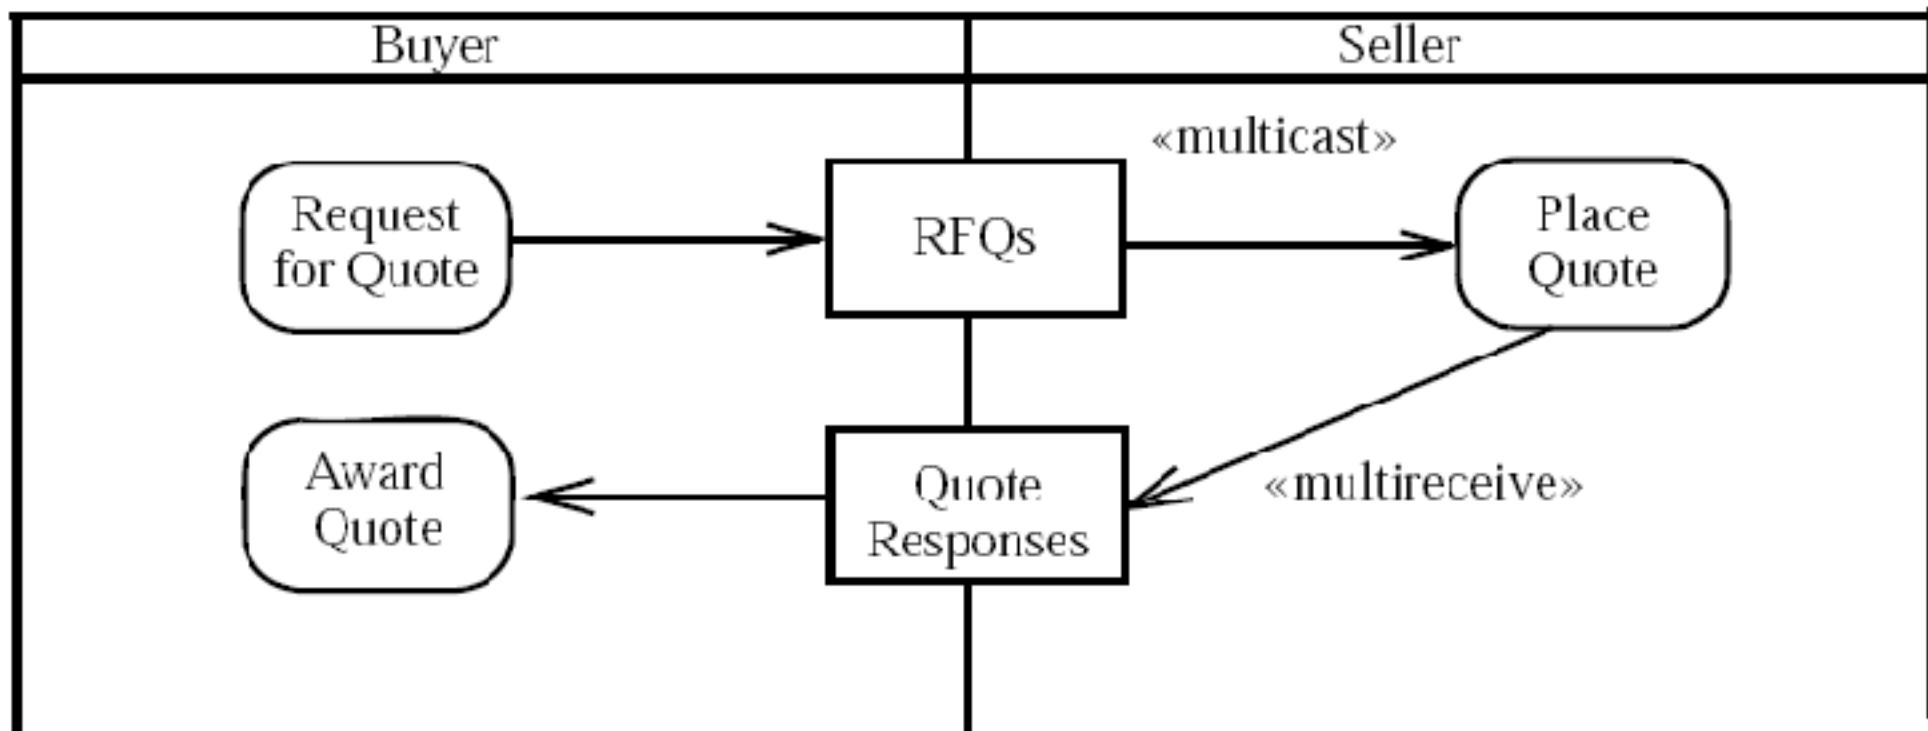 Buyer
Seller
«multicast»
Request
for Quote
RFQs
Place
Quote
Award
Quote
Quote
Responses
«multireceive»